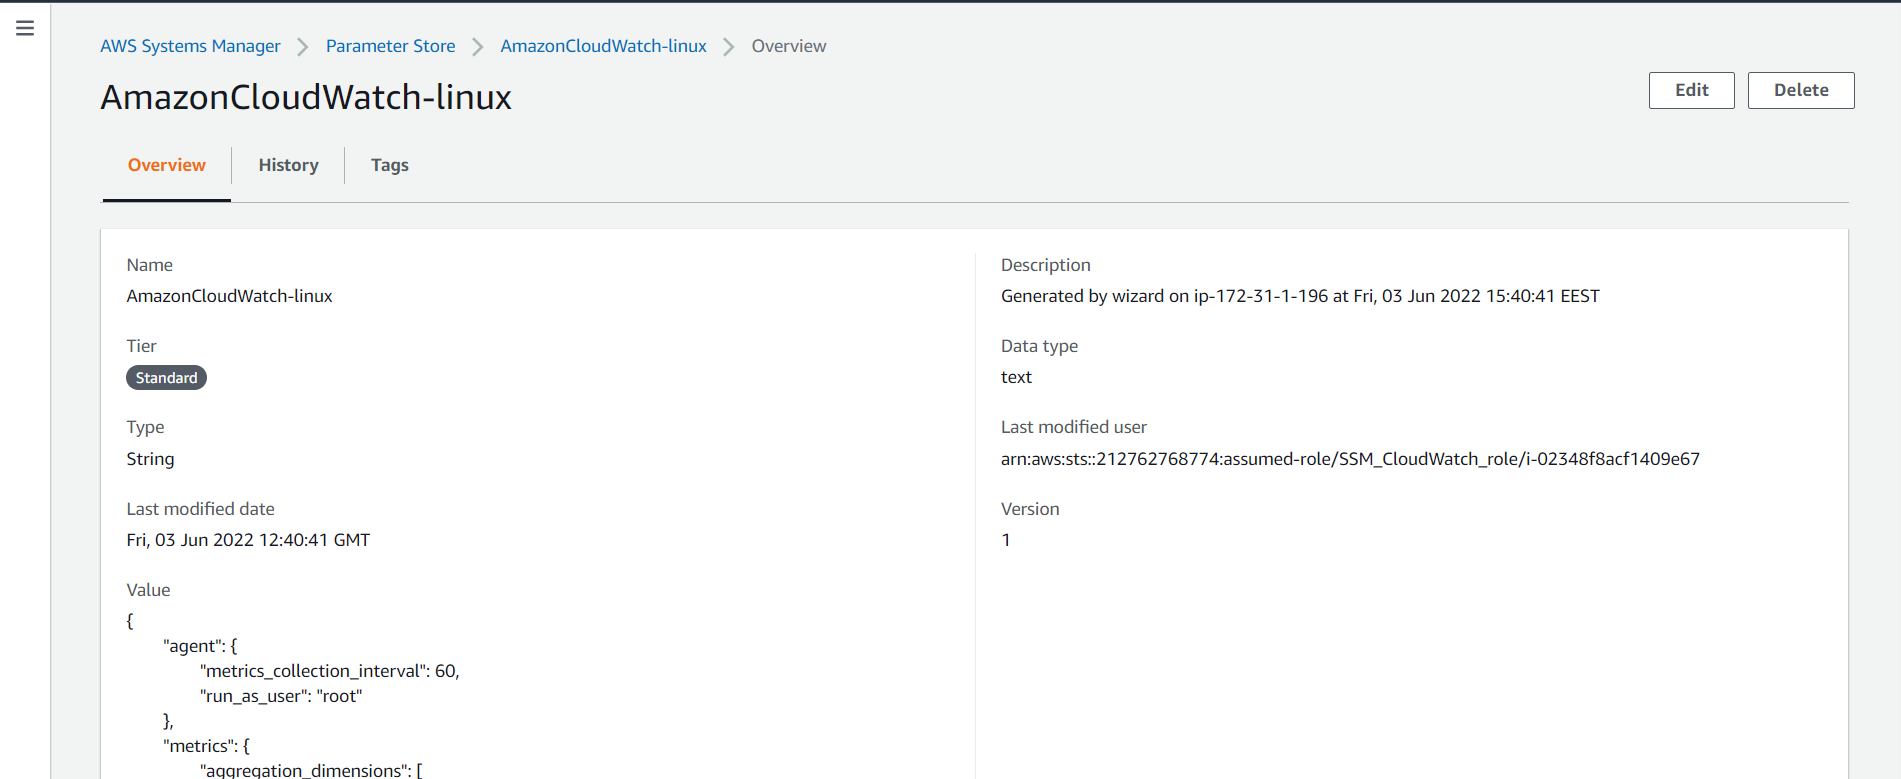 AWS Systems Manager > Parameter Store > AmazonCloudWatch-linux > Overview
AmazonCloudWatch-linux
Edit
Delete
Overview
History
Tags
Name
AmazonCloudWatch-linux
Tier
Standard
Type
String
Last modified date
Fri, 03 Jun 2022 12:40:41 GMT
Value
{
"agent": {
"metrics_collection_interval": 60,
"run_as_user": "root"
},
"metrics": {
"aggregation_dimensions": [
Description
Generated by wizard on ip-172-31-1-196 at Fri, 03 Jun 2022 15:40:41 EEST
Data type
text
Last modified user
arn:aws:sts::212762768774:assumed-role/SSM_CloudWatch_role/i-02348f8acf1409e67
Version
1